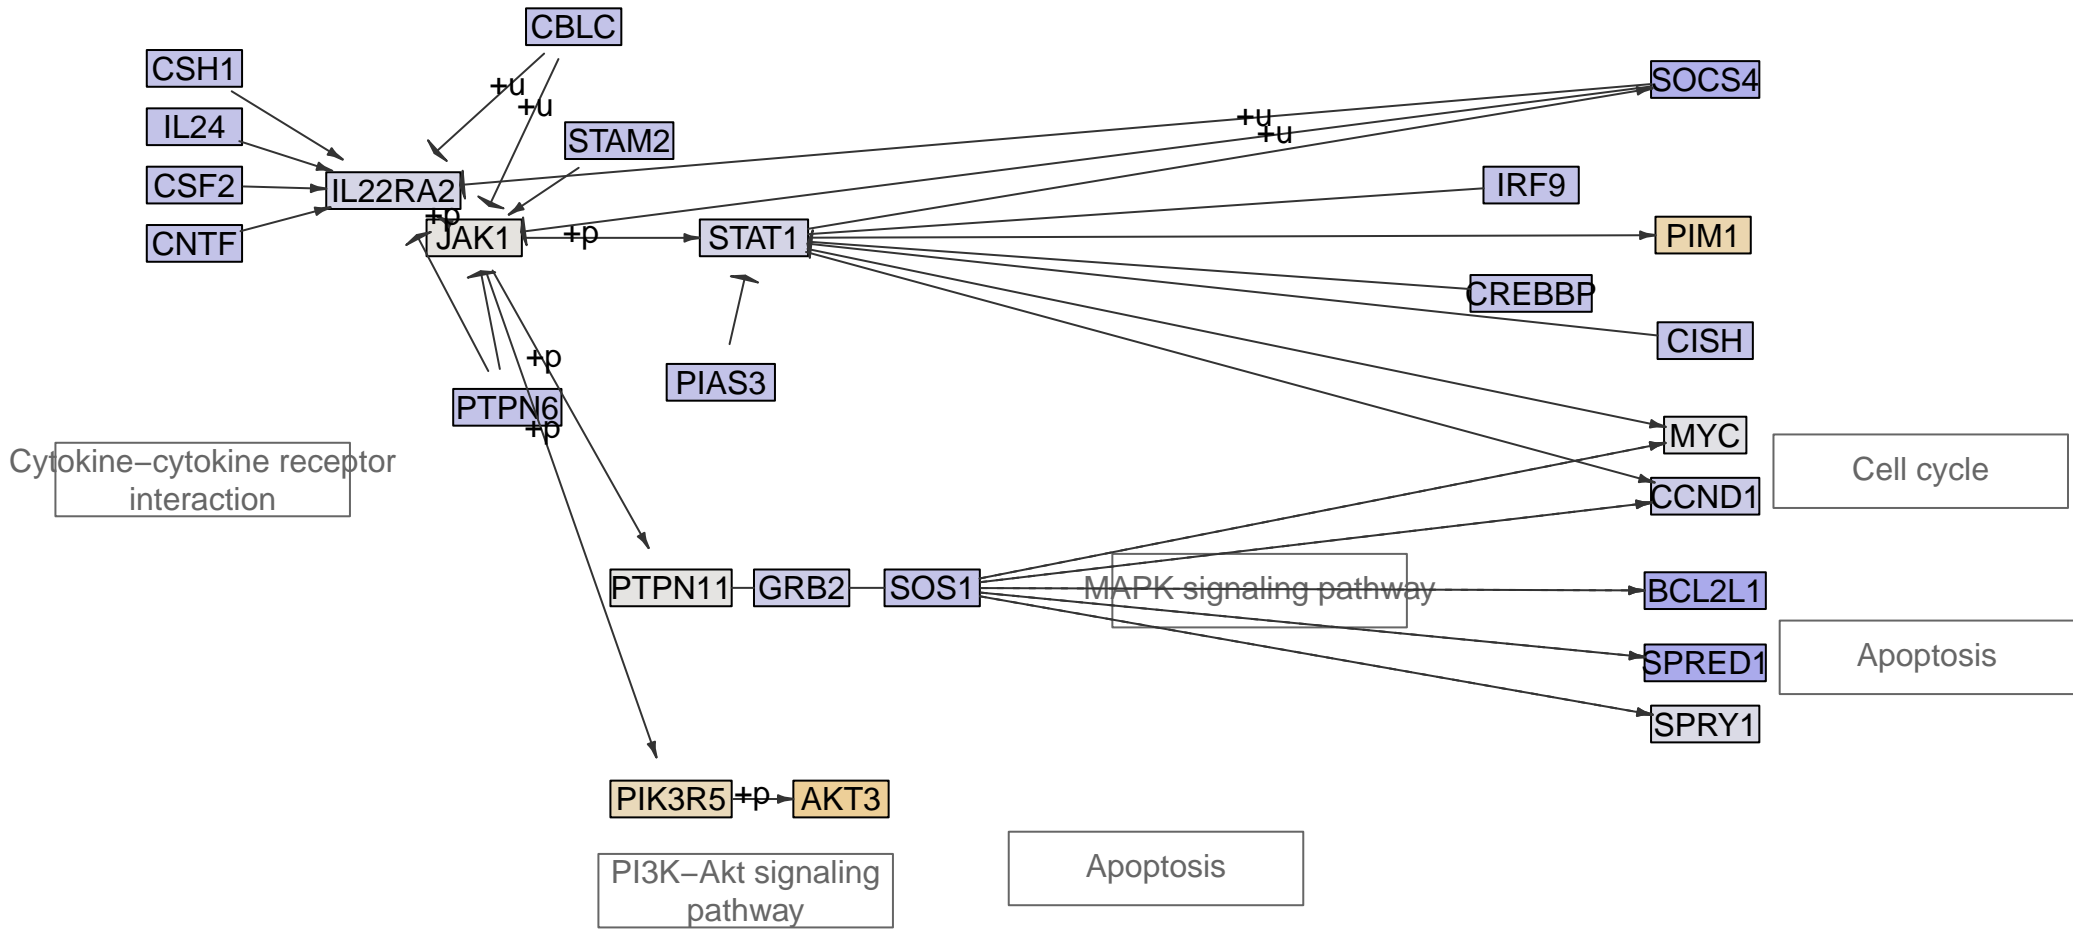 CBLC
CSH1
+u
SOCS4
+u
+u
IL24
+u
STAM2
CSF2
IL22RA2
IRF9
+p
CNTF
JAK1
+p
STAT1
PIM1
CREBBP
CISH
+p
PIAS3
PTPN6
+p
MYC
Cytokine–cytokine receptor
interaction
Cell cycle
CCND1
PTPN11
GRB2
SOS1
MAPK signaling pathway
BCL2L1
SPRED1
Apoptosis
SPRY1
PIK3R5
+p
AKT3
PI3K–Akt signaling
pathway
Apoptosis